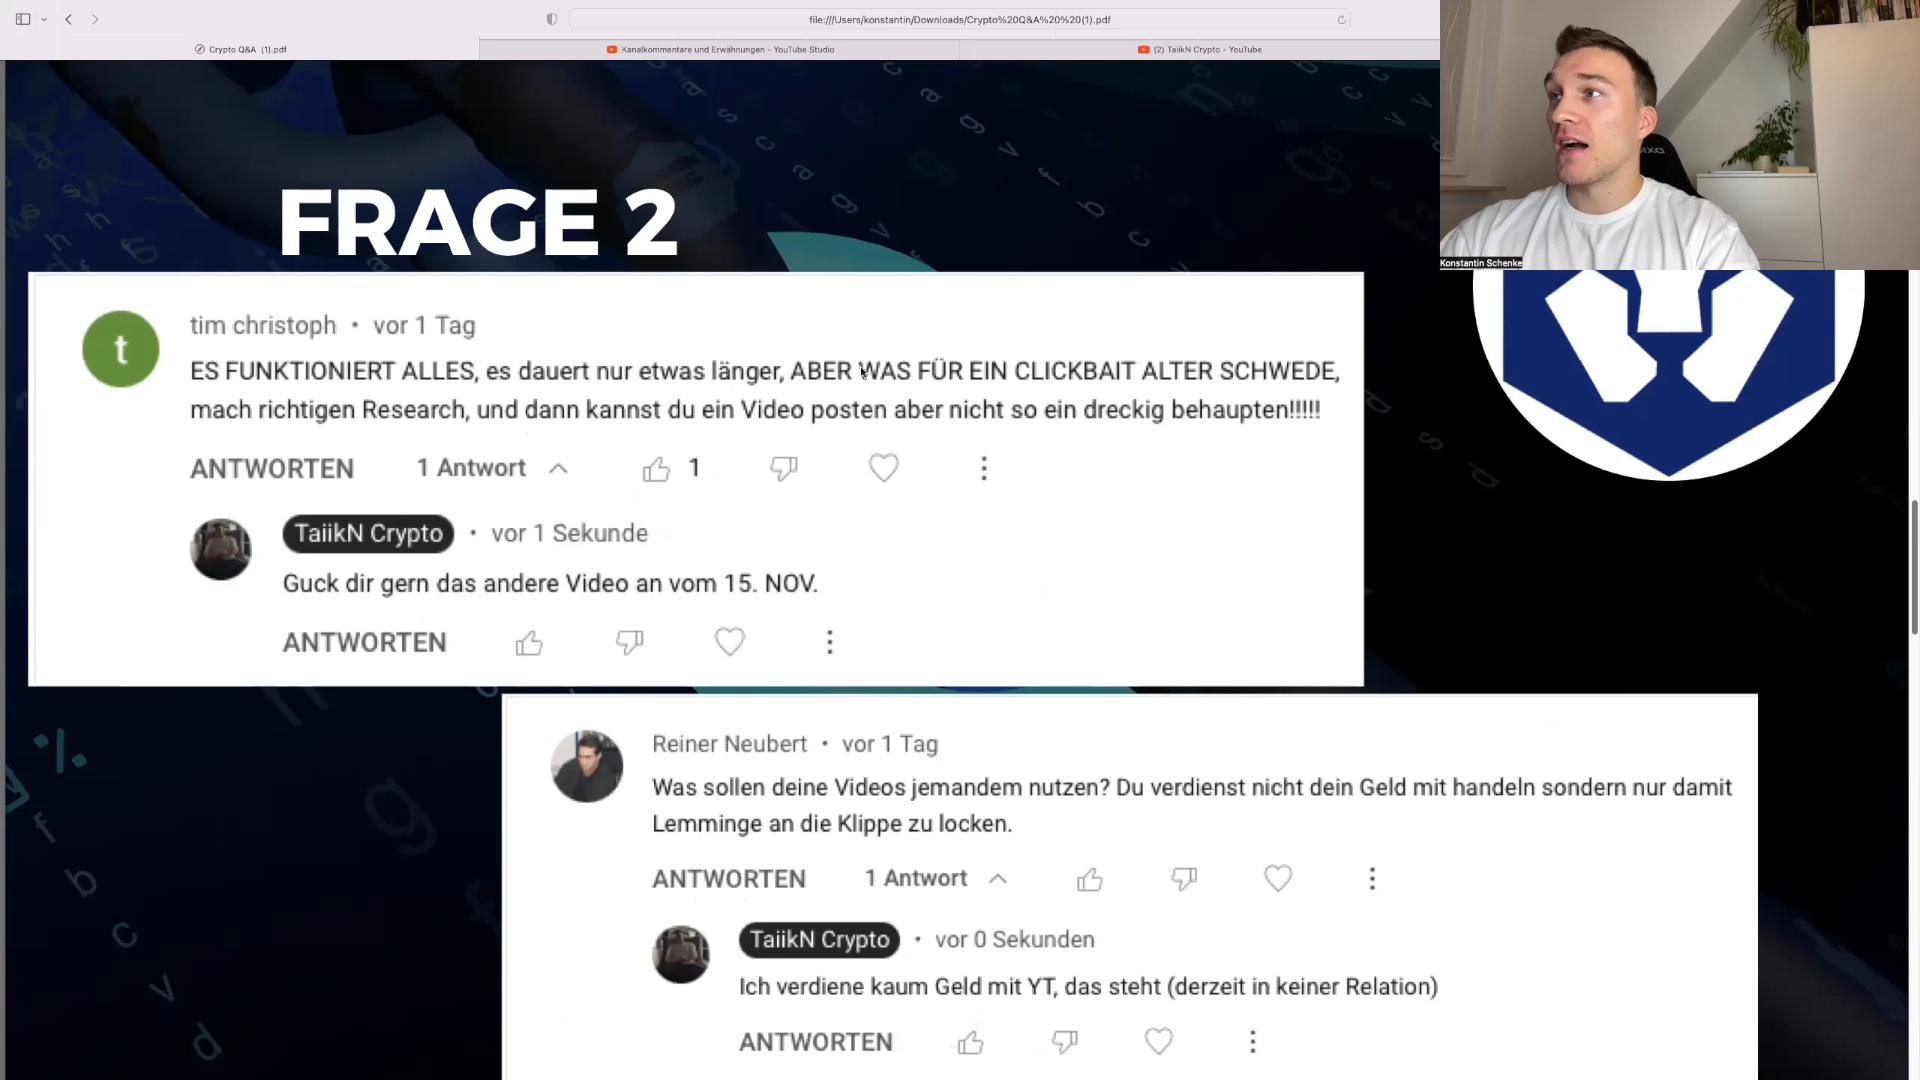 file:///Users/konstantin/Downloads/Crypto%20Q&A%20%20(1).pdf
Crypto Q&A (1).pdf
Kanalkommentare und Erwähnungen - YouTube Studio
(2) TaiikN Crypto - YouTube
Konstantin Schenke
FRAGE 2
t
tim christoph • vor 1 Tag
ES FUNKTIONIERT ALLES, es dauert nur etwas länger, ABER WAS FÜR EIN CLICKBAIT ALTER SCHWEDE,
mach richtigen Research, und dann kannst du ein Video posten aber nicht so ein dreckig behaupten!!!!!
ANTWORTEN 1 Antwort 1
TaiikN Crypto • vor 1 Sekunde
Guck dir gern das andere Video an vom 15. NOV.
ANTWORTEN
Reiner Neubert • vor 1 Tag
Was sollen deine Videos jemandem nutzen? Du verdienst nicht dein Geld mit handeln sondern nur damit
Lemminge an die Klippe zu locken.
ANTWORTEN 1 Antwort
TaiikN Crypto • vor 0 Sekunden
Ich verdiene kaum Geld mit YT, das steht (derzeit in keiner Relation)
ANTWORTEN